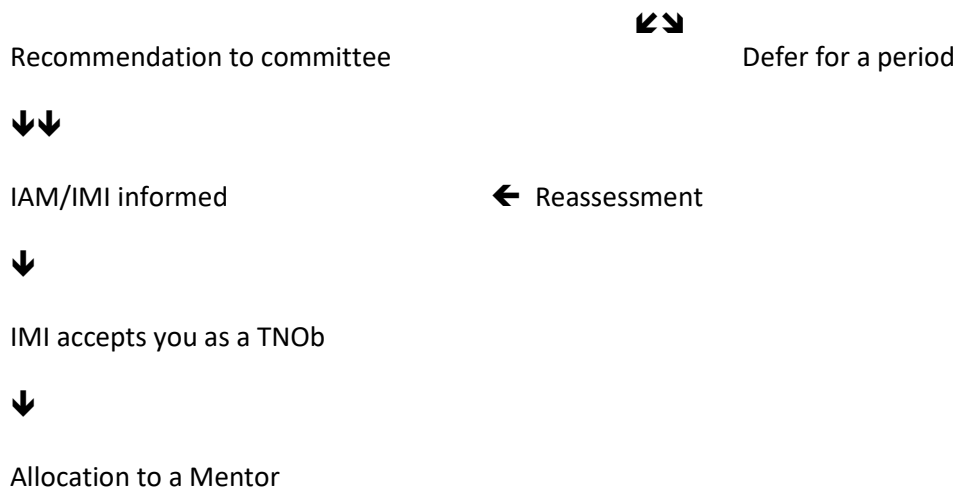 🡿🡾
Recommendation to committee Defer for a period
🡻🡻
IAM/IMI informed 🡸 Reassessment
🡻
IMI accepts you as a TNOb
🡻
Allocation to a Mentor